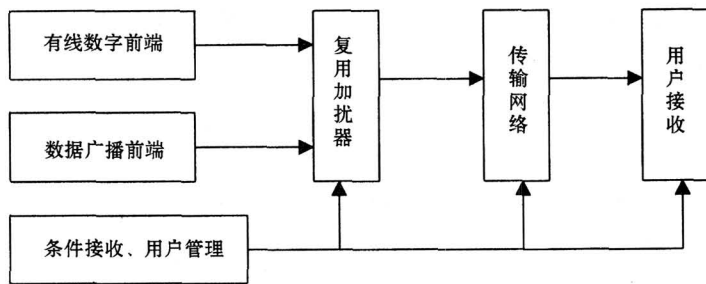 有线数字前端
数据广播前端
条件接收、用户管理
复用加扰器
传输网络
用户接收